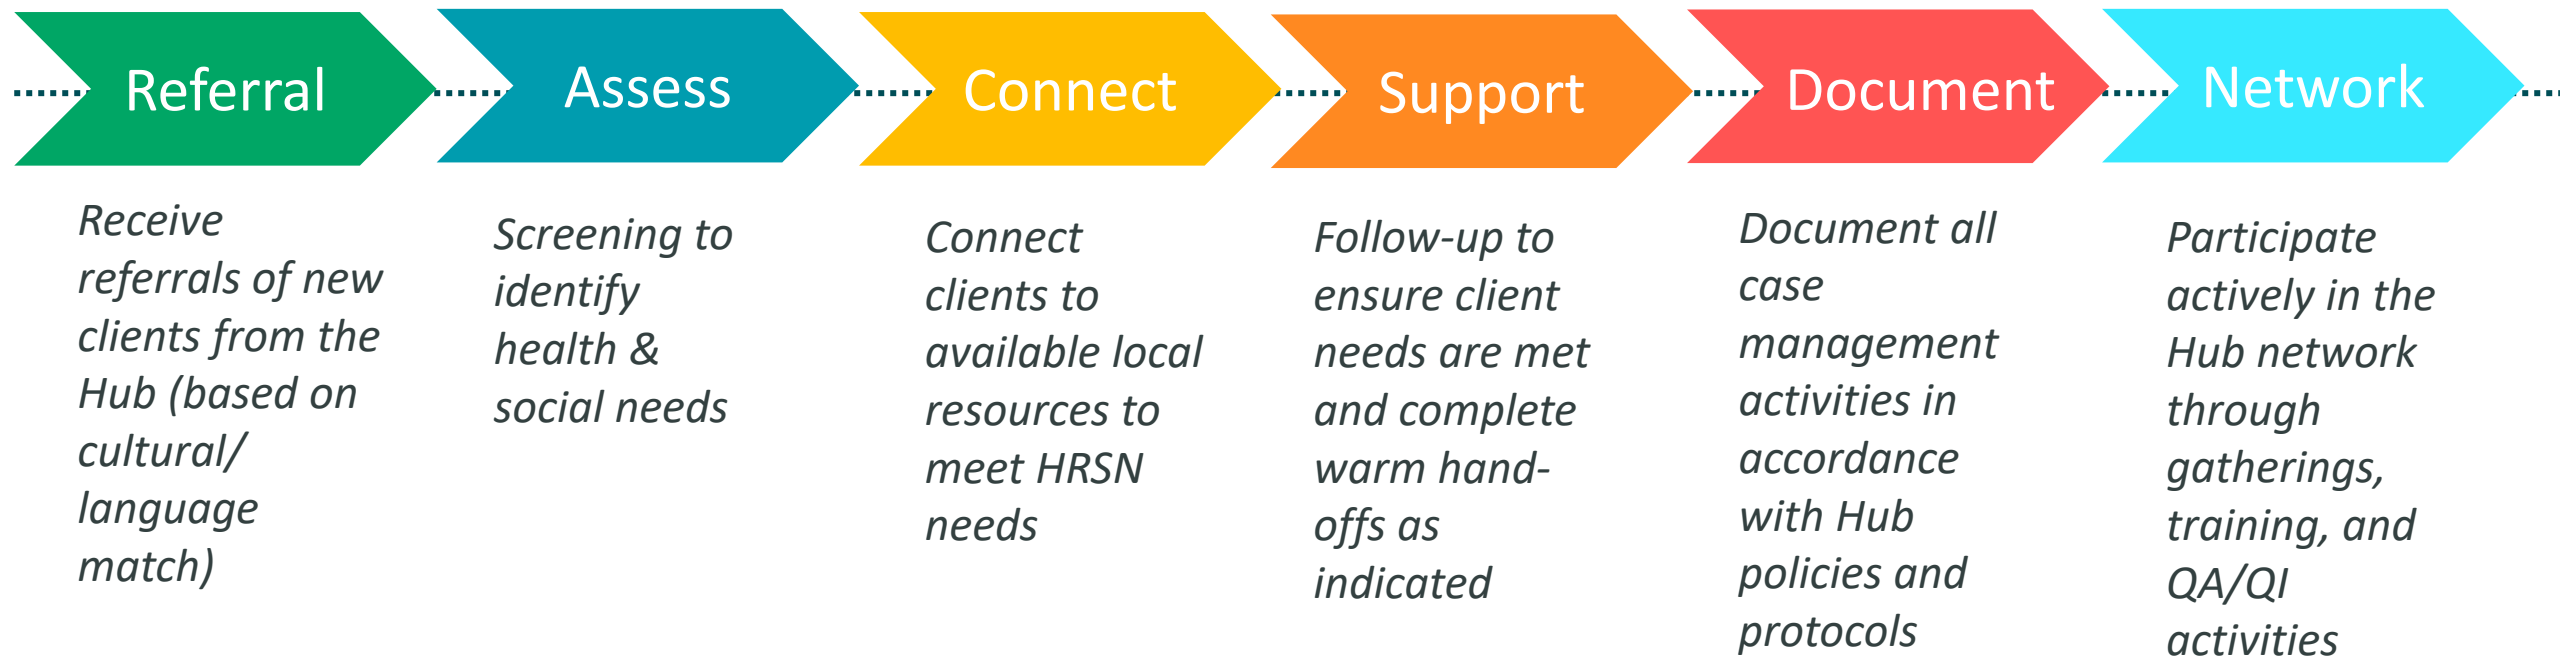 Referral
Receive
referrals of new
clients from the
Hub (based on
cultural/
language
match)
Assess
Screening to
identify
health &
social needs
Connect
Connect
clients to
available local
resources to
meet HRSN
needs
Support
Follow-up to
ensure client
needs are met
and complete
warm hand-
offs as
indicated
Document
Document all
case
management
activities in
accordance
with Hub
policies and
protocols
Network
Participate
actively in the
Hub network
through
gatherings,
training, and
QA/QI
activities